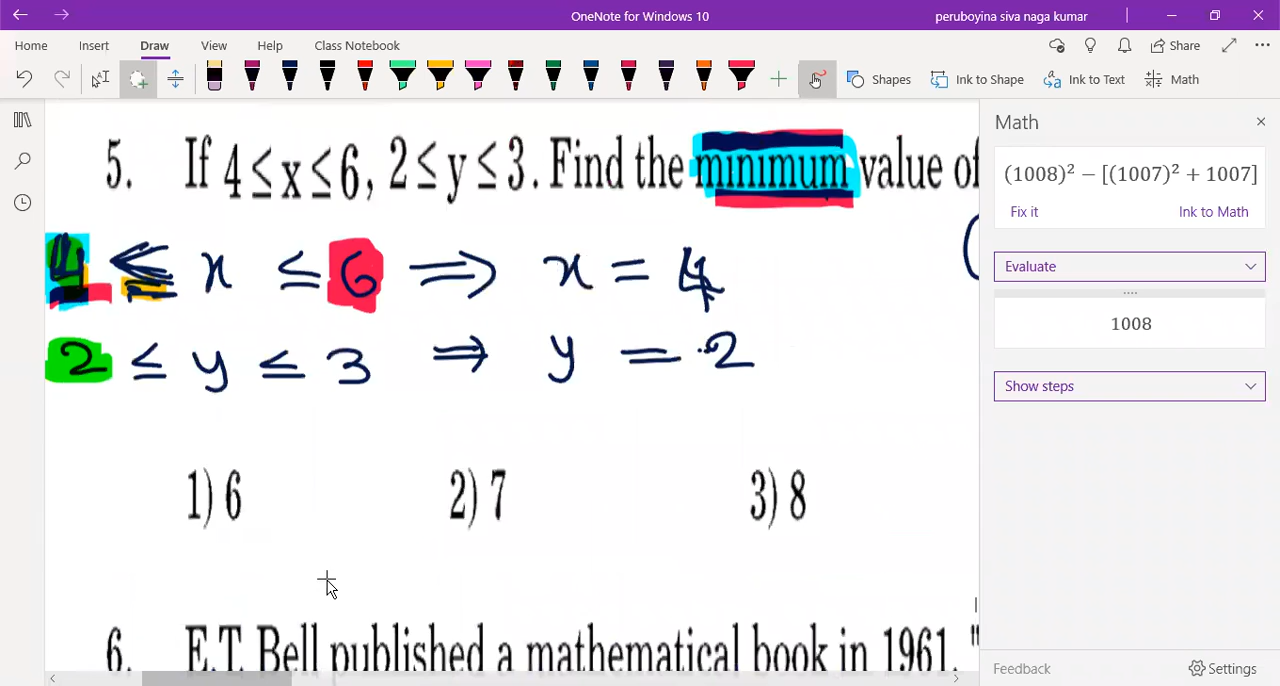 OneNote for Windows 10
peruboyina siva naga kumar
Home Insert Draw View Help Class Notebook
Share
Shapes Ink to Shape Ink to Text Math
Math
(1008)² − [(1007)² + 1007]
Fix it Ink to Math
Evaluate
1008
Show steps
Feedback Settings
5. If 4 ≤ x ≤ 6, 2 ≤ y ≤ 3. Find the minimum value of
4 ≤ x ≤ 6 ⟹ x = 4
2 ≤ y ≤ 3 ⟹ y = 2
1) 6 2) 7 3) 8
6. E.T. Bell published a mathematical book in 1961. "